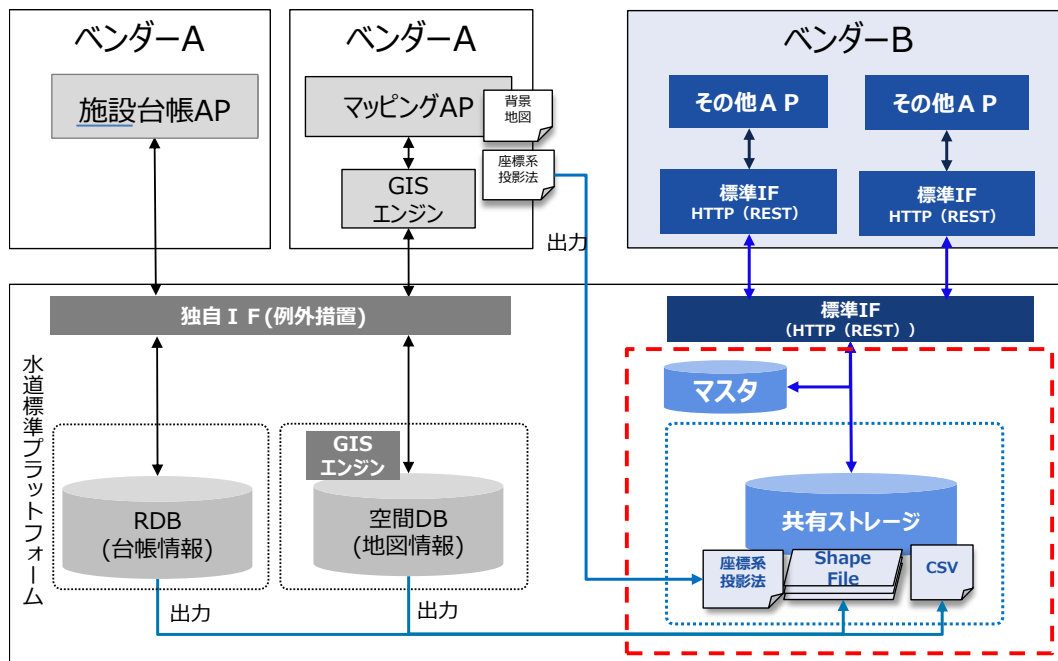 ベンダーA
施設台帳AP
ベンダーA
マッピングAP
背景
地図
座標系
投影法
GIS
エンジン
出力
ベンダーB
その他AP
その他AP
標準IF
HTTP（REST）
標準IF
HTTP（REST）
独自IF(例外措置)
標準IF
（HTTP（REST））
水道標準プラットフォーム
マスタ
GIS
エンジン
RDB
(台帳情報)
空間DB
(地図情報)
共有ストレージ
座標系
投影法
Shape
File
CSV
出力
出力